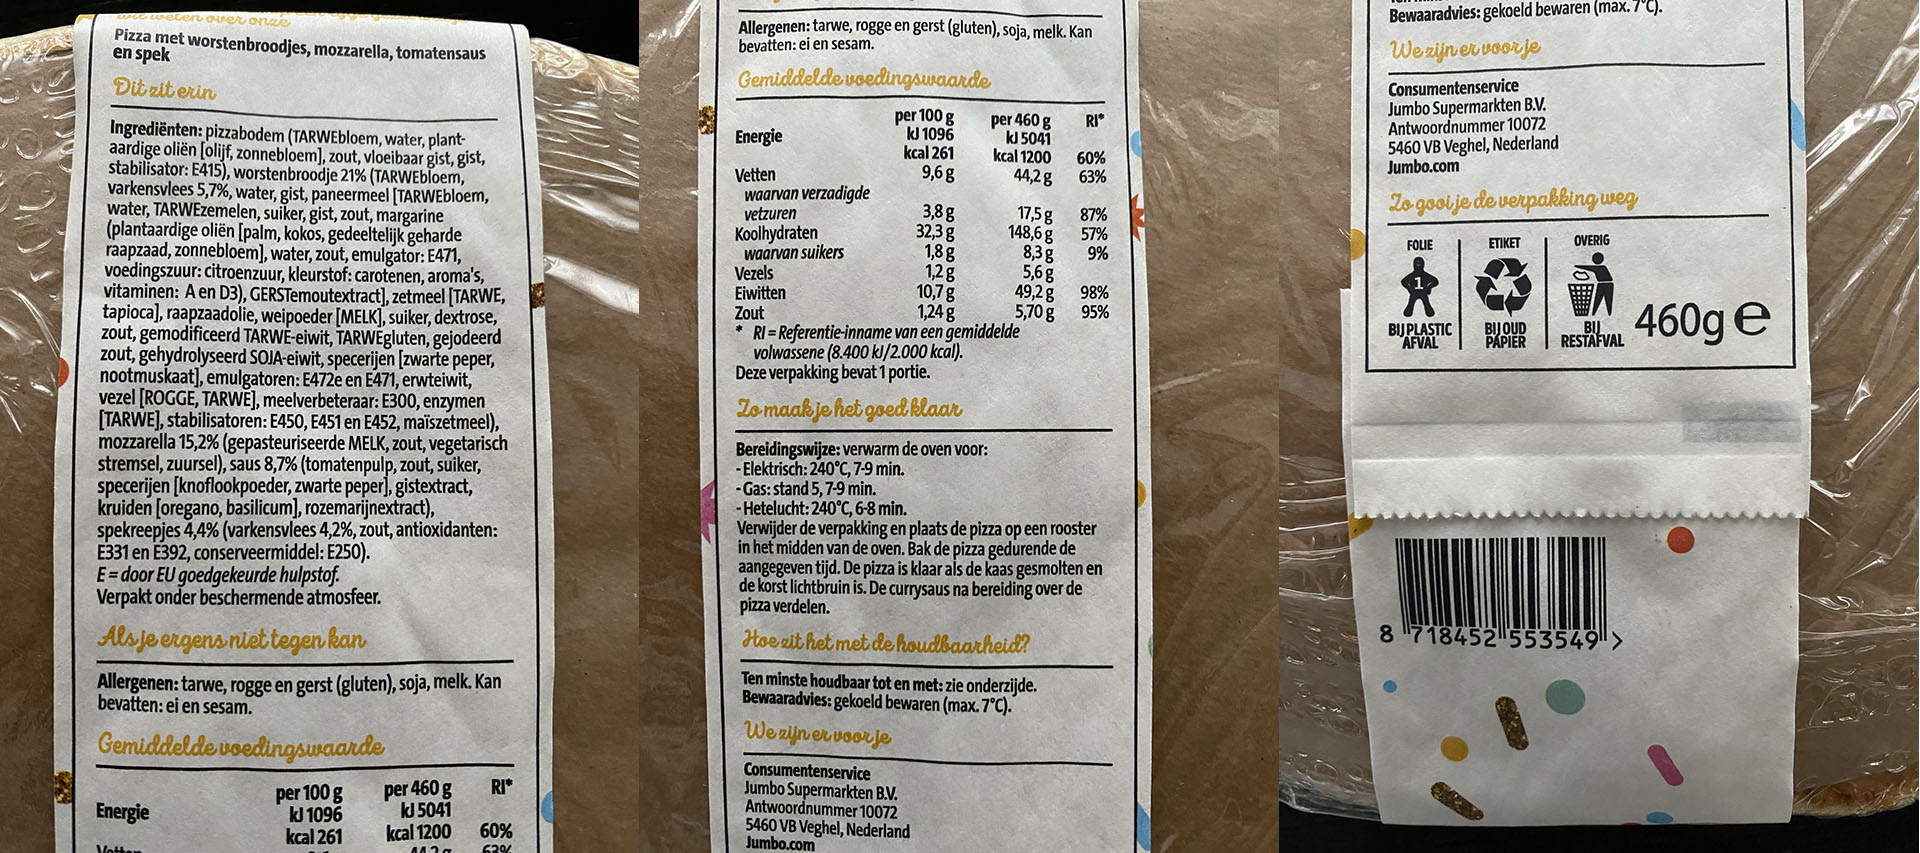 Pizza met worstenbroodjes, mozzarella, tomatensaus
en spek
Dit zit erin
Ingrediënten: pizzabodem (TARWEbloem, water, plant-
aardige oliën [olijf, zonnebloem], zout, vloeibaar gist, gist,
stabilisator: E415), worstenbroodje 21% (TARWEbloem,
varkensvlees 5,7%, water, gist, paneermeel [TARWEbloem,
water, TARWEzemelen, suiker, gist, zout, margarine
(plantaardige oliën [palm, kokos, gedeeltelijk geharde
raapzaad, zonnebloem], water, zout, emulgator: E471,
voedingszuur: citroenzuur, kleurstof: carotenen, aroma's,
vitaminen: A en D3), GERSTemoutextract], zetmeel [TARWE,
tapioca], raapzaadolie, weipoeder [MELK], suiker, dextrose,
zout, gemodificeerd TARWE-eiwit, TARWEgluten, gejodeerd
zout, gehydrolyseerd SOJA-eiwit, specerijen [zwarte peper,
nootmuskaat], emulgatoren: E472e en E471, erwteiwit,
vezel [ROGGE, TARWE], meelverbeteraar: E300, enzymen
[TARWE], stabilisatoren: E450, E451 en E452, maïszetmeel),
mozzarella 15,2% (gepasteuriseerde MELK, zout, vegetarisch
stremsel, zuursel), saus 8,7% (tomatenpulp, zout, suiker,
specerijen [knoflookpoeder, zwarte peper], gistextract,
kruiden [oregano, basilicum], rozemarijnextract),
spekreepjes 4,4% (varkensvlees 4,2%, zout, antioxidanten:
E331 en E392, conserveermiddel: E250).
E = door EU goedgekeurde hulpstof.
Verpakt onder beschermende atmosfeer.
Als je ergens niet tegen kan
Allergenen: tarwe, rogge en gerst (gluten), soja, melk. Kan
bevatten: ei en sesam.
Gemiddelde voedingswaarde
per 100 g per 460 g RI*
Energie kJ 1096 kJ 5041
kcal 261 kcal 1200 60%
Allergenen: tarwe, rogge en gerst (gluten), soja, melk. Kan
bevatten: ei en sesam.
Gemiddelde voedingswaarde
per 100 g per 460 g RI*
Energie kJ 1096 kJ 5041
kcal 261 kcal 1200 60%
Vetten 9,6 g 44,2 g 63%
waarvan verzadigde
vetzuren 3,8 g 17,5 g 87%
Koolhydraten 32,3 g 148,6 g 57%
waarvan suikers 1,8 g 8,3 g 9%
Vezels 1,2 g 5,6 g
Eiwitten 10,7 g 49,2 g 98%
Zout 1,24 g 5,70 g 95%
* RI = Referentie-inname van een gemiddelde
volwassene (8.400 kJ/2.000 kcal).
Deze verpakking bevat 1 portie.
Zo maak je het goed klaar
Bereidingswijze: verwarm de oven voor:
- Elektrisch: 240°C, 7-9 min.
- Gas: stand 5, 7-9 min.
- Hetelucht: 240°C, 6-8 min.
Verwijder de verpakking en plaats de pizza op een rooster
in het midden van de oven. Bak de pizza gedurende de
aangegeven tijd. De pizza is klaar als de kaas gesmolten en
de korst lichtbruin is. De currysaus na bereiding over de
pizza verdelen.
Hoe zit het met de houdbaarheid?
Ten minste houdbaar tot en met: zie onderzijde.
Bewaaradvies: gekoeld bewaren (max. 7°C).
We zijn er voor je
Consumentenservice
Jumbo Supermarkten B.V.
Antwoordnummer 10072
5460 VB Veghel, Nederland
Jumbo.com
Bewaaradvies: gekoeld bewaren (max. 7°C).
We zijn er voor je
Consumentenservice
Jumbo Supermarkten B.V.
Antwoordnummer 10072
5460 VB Veghel, Nederland
Jumbo.com
Zo gooi je de verpakking weg
FOLIE ETIKET OVERIG
1
BIJ PLASTIC AFVAL BIJ OUD PAPIER BIJ RESTAFVAL
460g e
8 718452 553549 >